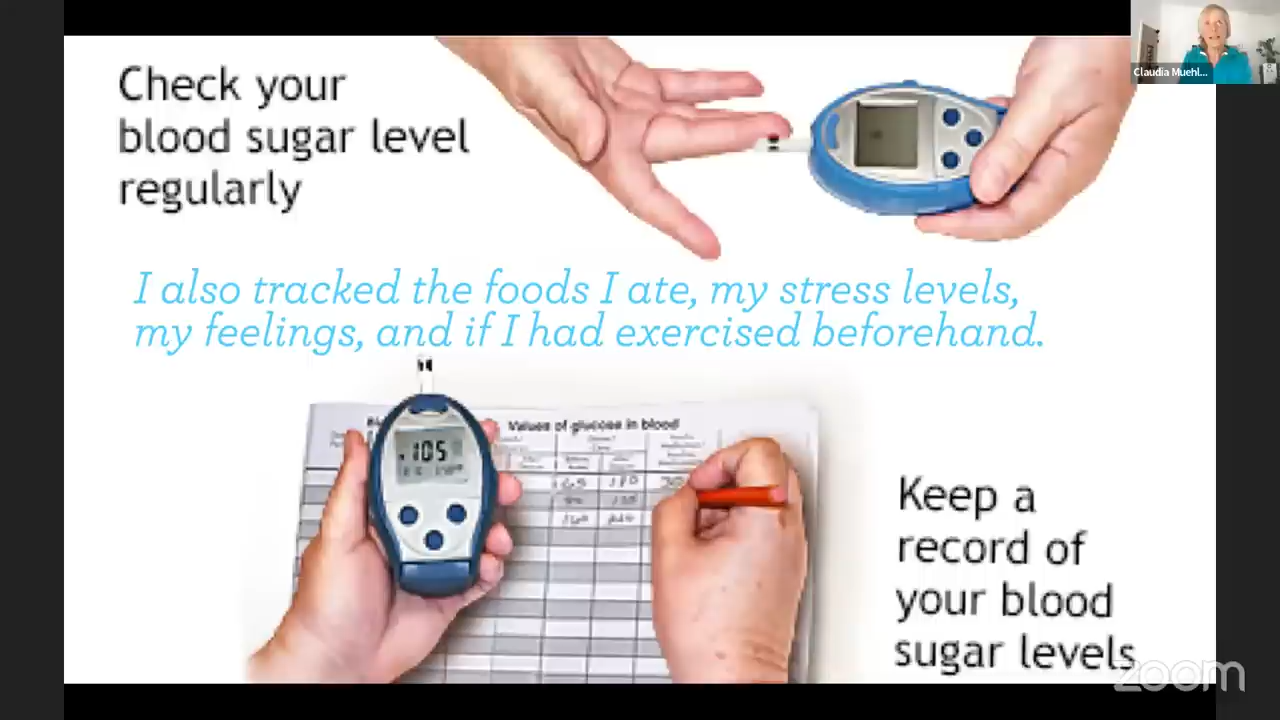 Check your
blood sugar level
regularly
Claudia Muehl...
I also tracked the foods I ate, my stress levels,
my feelings, and if I had exercised beforehand.
Values of glucose in blood
105
Keep a
record of
your blood
sugar levels
zoom